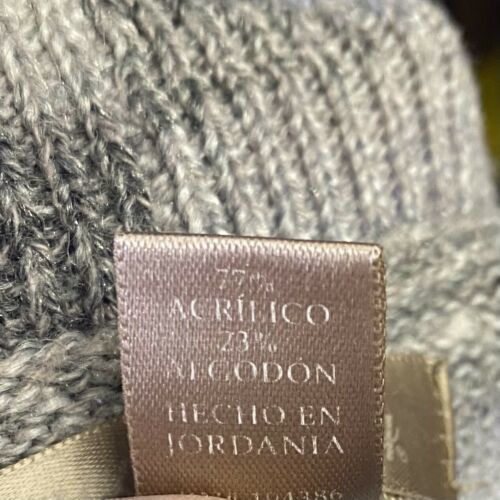 77%
ACRÍLICO
23%
ALGODÓN
HECHO EN
JORDANIA